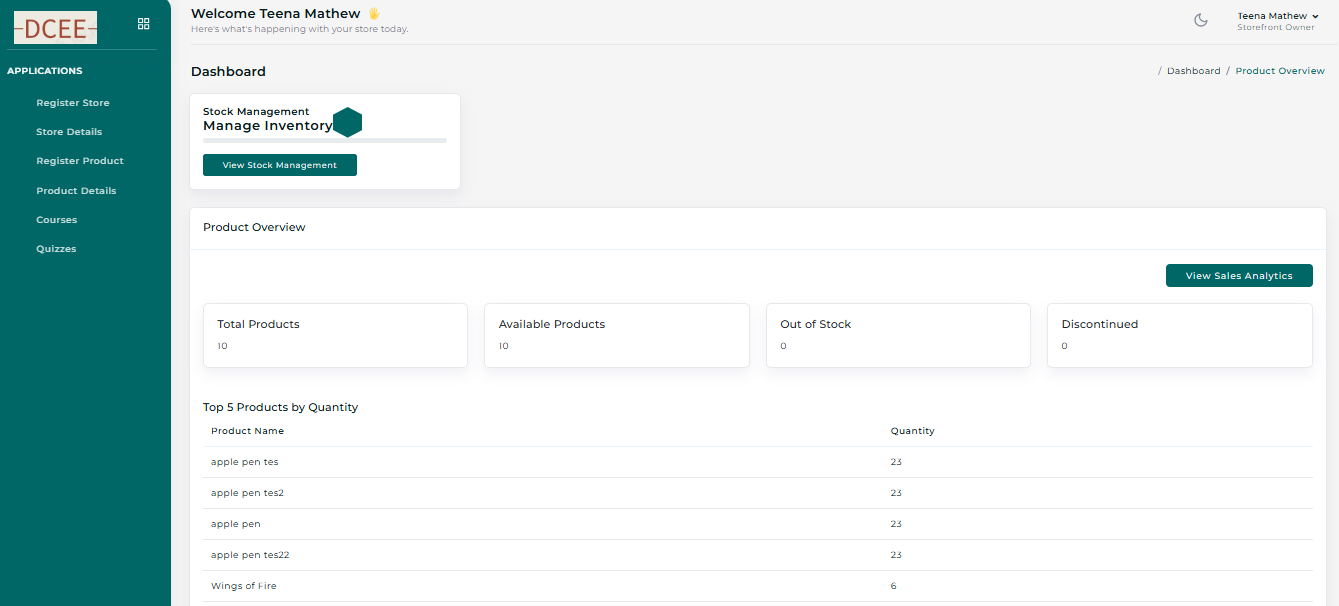 DCEE
Welcome Teena Mathew
Here's what's happening with your store today.
Teena Mathew
Storefront Owner
APPLICATIONS
Register Store
Store Details
Register Product
Product Details
Courses
Quizzes
Dashboard
/ Dashboard / Product Overview
Stock Management
Manage Inventory
View Stock Management
Product Overview
View Sales Analytics
Total Products
10
Available Products
10
Out of Stock
0
Discontinued
0
Top 5 Products by Quantity
Product Name Quantity
apple pen tes 23
apple pen tes2 23
apple pen 23
apple pen tes22 23
Wings of Fire 6